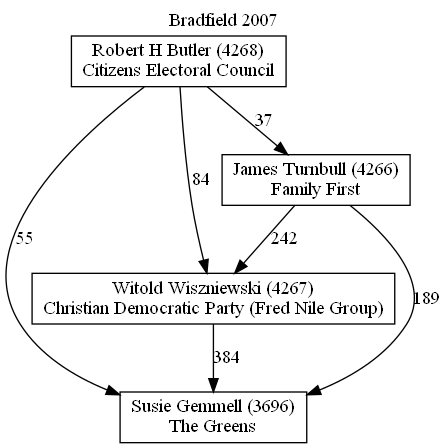 Bradfield 2007
Robert H Butler (4268)
Citizens Electoral Council
37
James Turnbull (4266)
Family First
84
55
242
189
Witold Wiszniewski (4267)
Christian Democratic Party (Fred Nile Group)
384
Susie Gemmell (3696)
The Greens